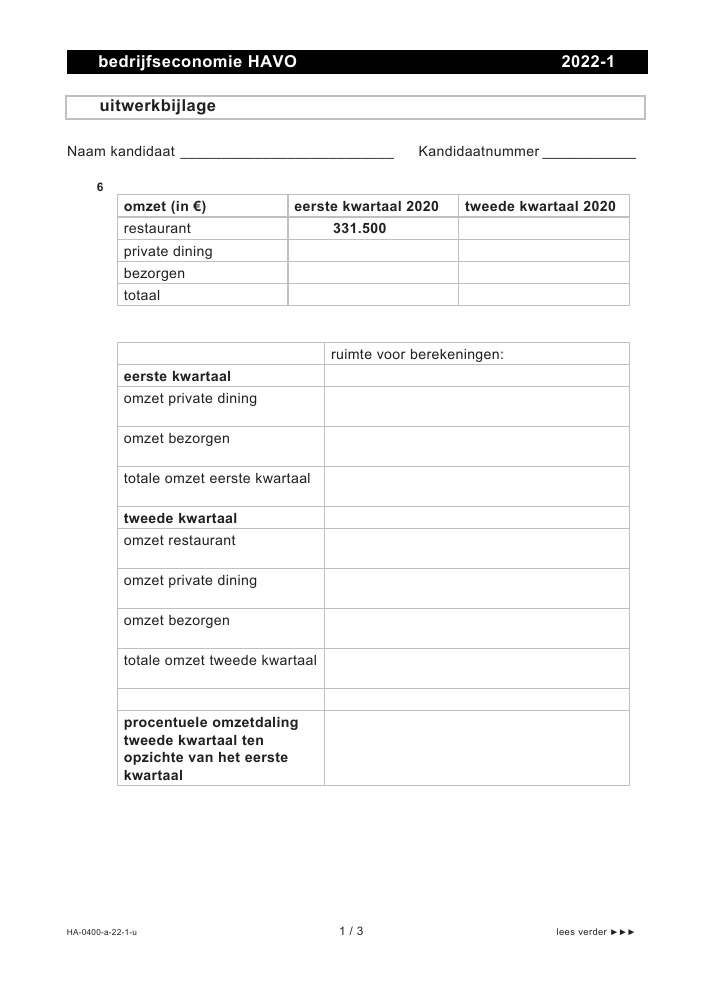 bedrijfseconomie HAVO 2022-1
uitwerkbijlage
Naam kandidaat __________________________ Kandidaatnummer ___________
6
omzet (in €) eerste kwartaal 2020 tweede kwartaal 2020
restaurant 331.500
private dining
bezorgen
totaal
ruimte voor berekeningen:
eerste kwartaal
omzet private dining
omzet bezorgen
totale omzet eerste kwartaal
tweede kwartaal
omzet restaurant
omzet private dining
omzet bezorgen
totale omzet tweede kwartaal
procentuele omzetdaling
tweede kwartaal ten
opzichte van het eerste
kwartaal
HA-0400-a-22-1-u 1 / 3 lees verder ►►►